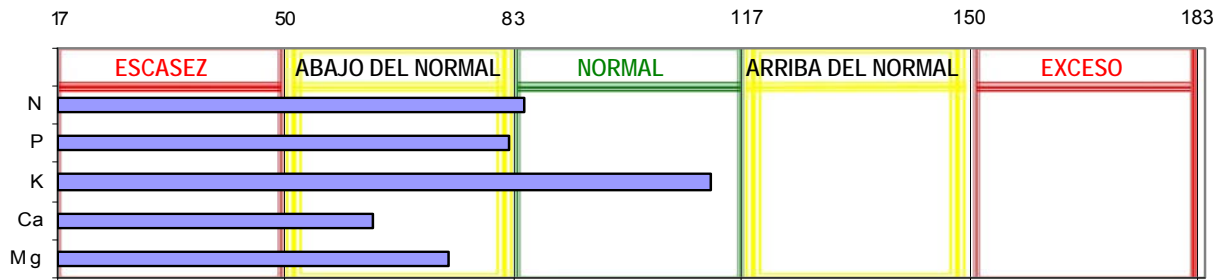 17 50 83 117 150 183
ESCASEZ ABAJO DEL NORMAL NORMAL ARRIBA DEL NORMAL EXCESO
N
P
K
Ca
Mg